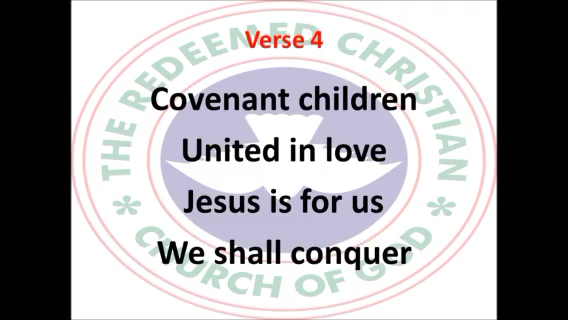 Verse 4
THE REDEEMED CHRISTIAN
Covenant children
United in love
Jesus is for us
We shall conquer
CHURCH OF GOD